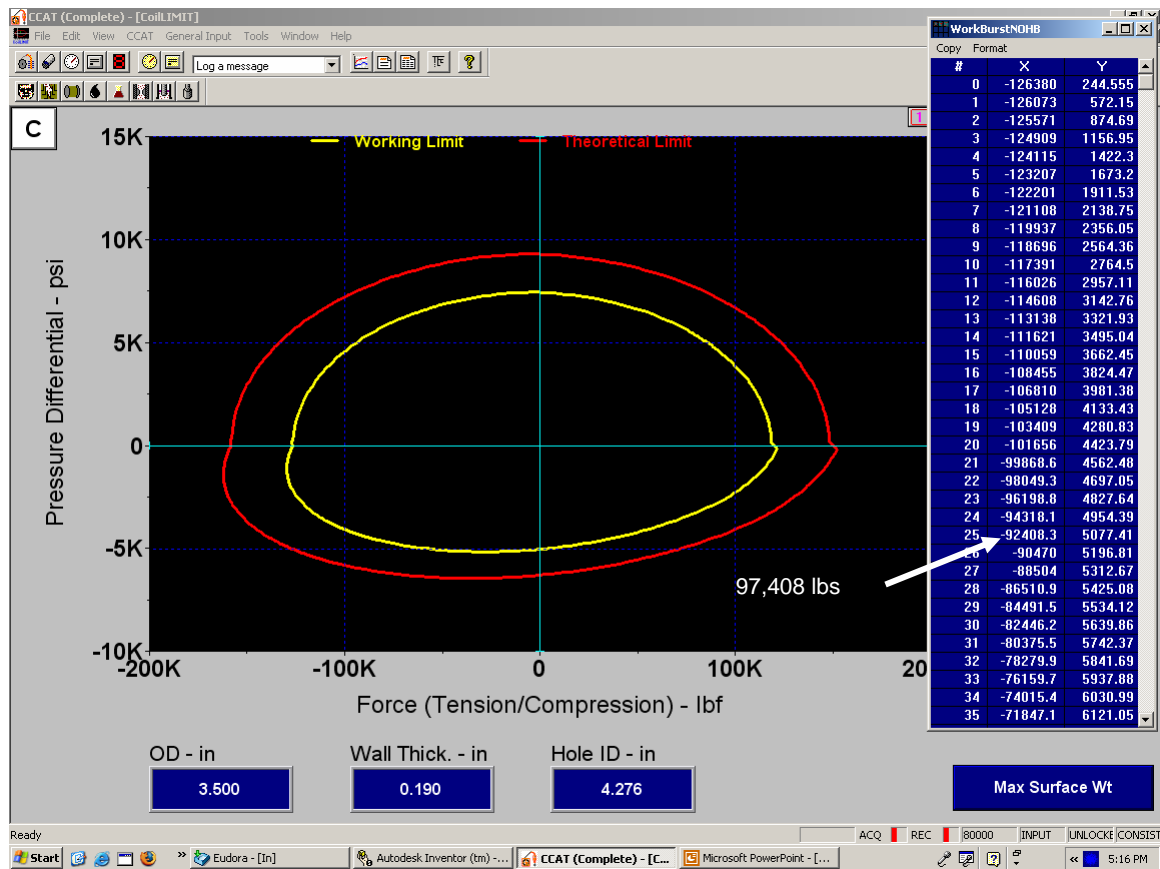 CCAT (Complete) - [CoilLIMIT]
File Edit View CCAT General Input Tools Window Help
Log a message
C
1
Working Limit Theoretical Limit
15K
10K
5K
0
-5K
-10K
Pressure Differential - psi
-200K -100K 0 100K 20
Force (Tension/Compression) - lbf
97,408 lbs
OD - in Wall Thick. - in Hole ID - in
3.500 0.190 4.276
Max Surface Wt
WorkBurstNOHB
Copy Format
# X Y
0 -126380 244.555
1 -126073 572.15
2 -125571 874.69
3 -124909 1156.95
4 -124115 1422.3
5 -123207 1673.2
6 -122201 1911.53
7 -121108 2138.75
8 -119937 2356.05
9 -118696 2564.36
10 -117391 2764.5
11 -116026 2957.11
12 -114608 3142.76
13 -113138 3321.93
14 -111621 3495.04
15 -110059 3662.45
16 -108455 3824.47
17 -106810 3981.38
18 -105128 4133.43
19 -103409 4280.83
20 -101656 4423.79
21 -99868.6 4562.48
22 -98049.3 4697.05
23 -96198.8 4827.64
24 -94318.1 4954.39
25 -92408.3 5077.41
26 -90470 5196.81
27 -88504 5312.67
28 -86510.9 5425.08
29 -84491.5 5534.12
30 -82446.2 5639.86
31 -80375.5 5742.37
32 -78279.9 5841.69
33 -76159.7 5937.88
34 -74015.4 6030.99
35 -71847.1 6121.05
Ready ACQ REC 80000 INPUT UNLOCKE CONSIST
Start » Eudora - [In] Autodesk Inventor (tm) -... CCAT (Complete) - [C... Microsoft PowerPoint - [... « 5:16 PM